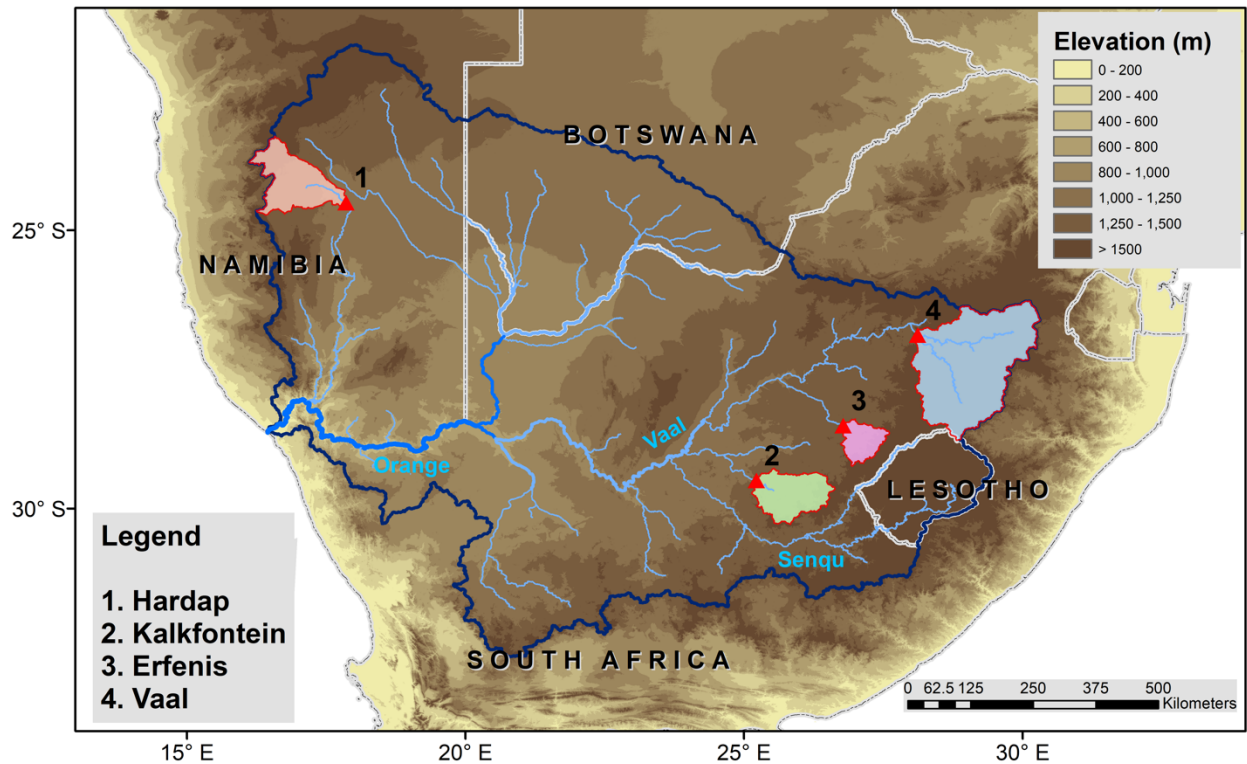 Elevation (m)
0 - 200
200 - 400
400 - 600
600 - 800
800 - 1,000
1,000 - 1,250
1,250 - 1,500
> 1500
BOTSWANA
1
25° S
NAMIBIA
4
3
Vaal
2
Orange
LESOTHO
30° S
Senqu
Legend
1. Hardap
2. Kalkfontein
3. Erfenis
4. Vaal
SOUTH AFRICA
0 62.5 125 250 375 500
Kilometers
15° E 20° E 25° E 30° E